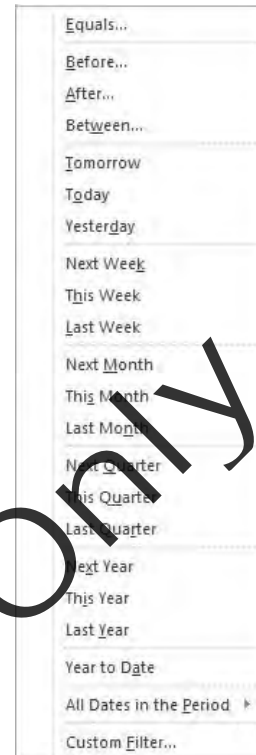 Equals...
Before...
After...
Between...
Tomorrow
Today
Yesterday
Next Week
This Week
Last Week
Next Month
This Month
Last Month
Next Quarter
This Quarter
Last Quarter
Next Year
This Year
Last Year
Year to Date
All Dates in the Period
Custom Filter...
Only